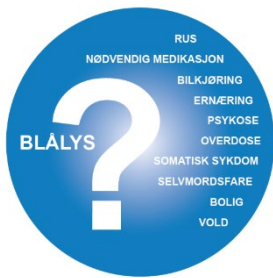 RUS
NØDVENDIG MEDIKASJON
BILKJØRING
ERNÆRING
PSYKOSE
BLÅLYS
?
OVERDOSE
SOMATISK SYKDOM
SELVMORDSFARE
BOLIG
VOLD